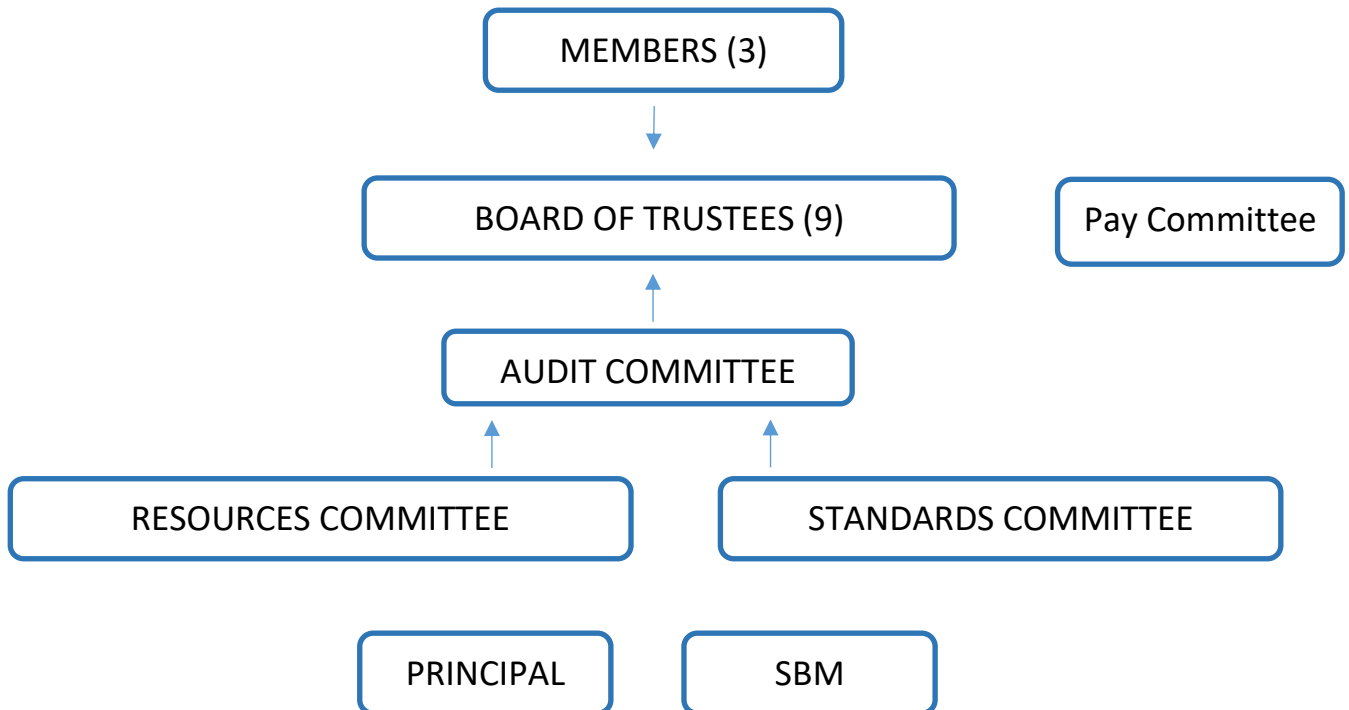 MEMBERS (3)
BOARD OF TRUSTEES (9)
Pay Committee
AUDIT COMMITTEE
RESOURCES COMMITTEE
STANDARDS COMMITTEE
PRINCIPAL
SBM